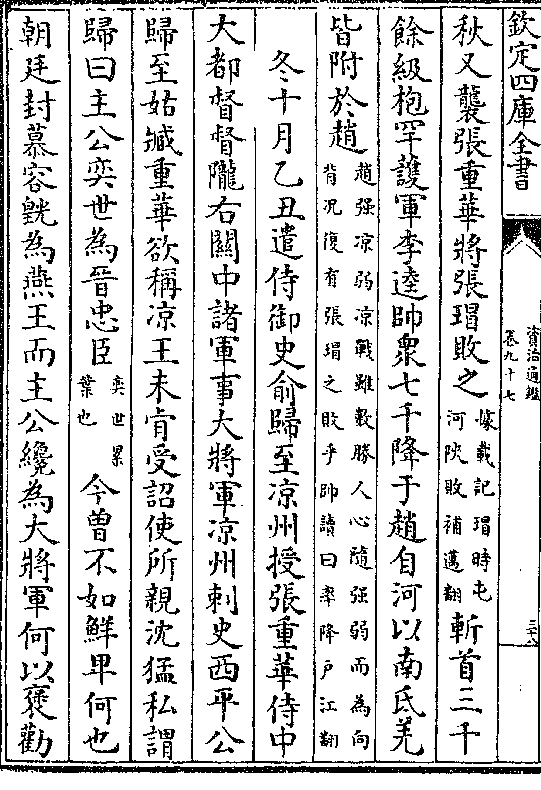 欽定四庫全書
資治通鑑
卷九十七
秋又襲張重華將張瑁敗之據載記瑁時屯河陜敗補邁翻斬首三千
餘級枹罕護軍李逵帥衆七千降于趙自河以南氐羌
皆附於趙趙强凉弱凉戰雖數勝人心隨强弱而為向背况復有張瑁之敗乎帥讀曰率降户江翻
冬十月乙丑遣侍御史俞歸至凉州授張重華侍中
大都督督隴右關中諸軍事大將軍凉州刺史西平公
歸至姑臧重華欲稱凉王未肯受詔使所親沈猛私謂
歸曰主公奕世為晉忠臣奕世累葉也今曾不如鮮卑何也
朝廷封慕容皝為燕王而主公纔為大將軍何以褒勸